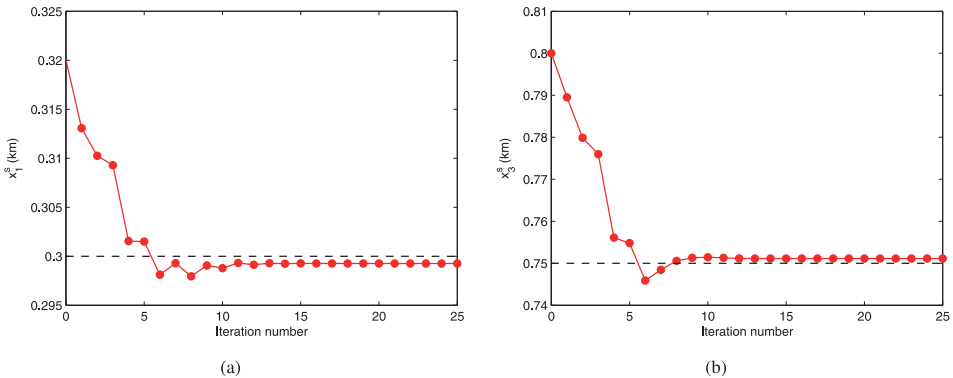 0.325
0.32
0.315
0.31
0.305
0.3
0.295
x₁ˢ (km)
0 5 10 15 20 25
Iteration number
(a)
0.81
0.8
0.79
0.78
0.77
0.76
0.75
0.74
x₃ˢ (km)
0 5 10 15 20 25
Iteration number
(b)